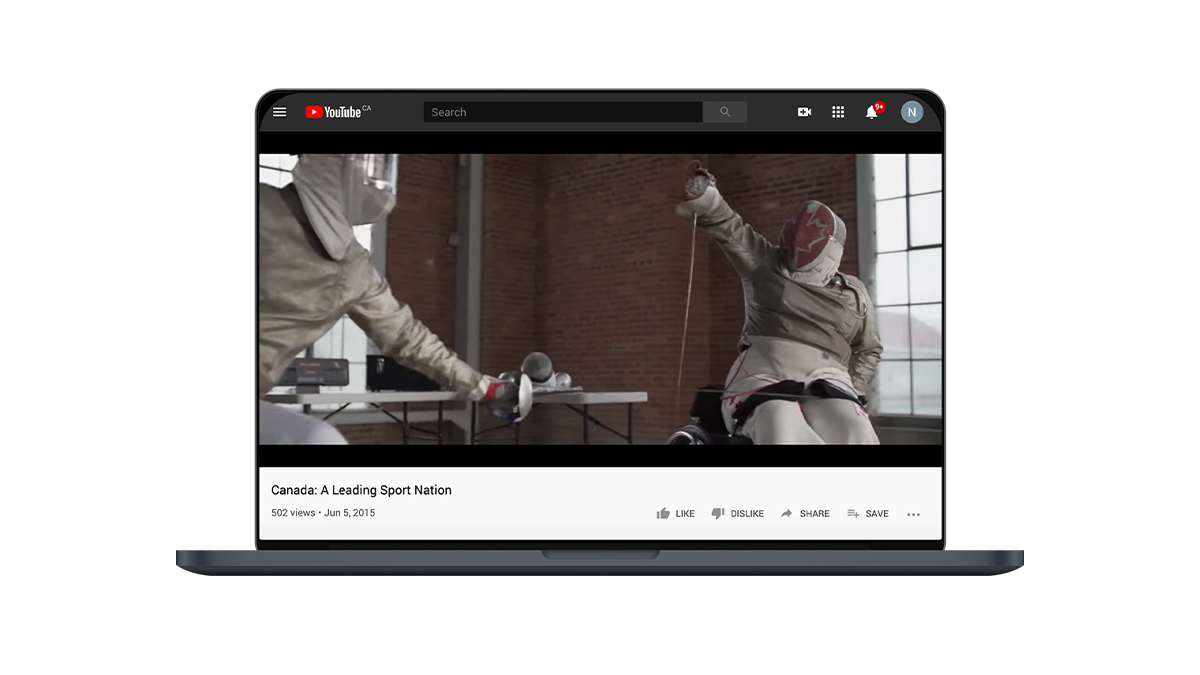 YouTube CA
Search
9+
N
Canada: A Leading Sport Nation
502 views • Jun 5, 2015
LIKE
DISLIKE
SHARE
SAVE